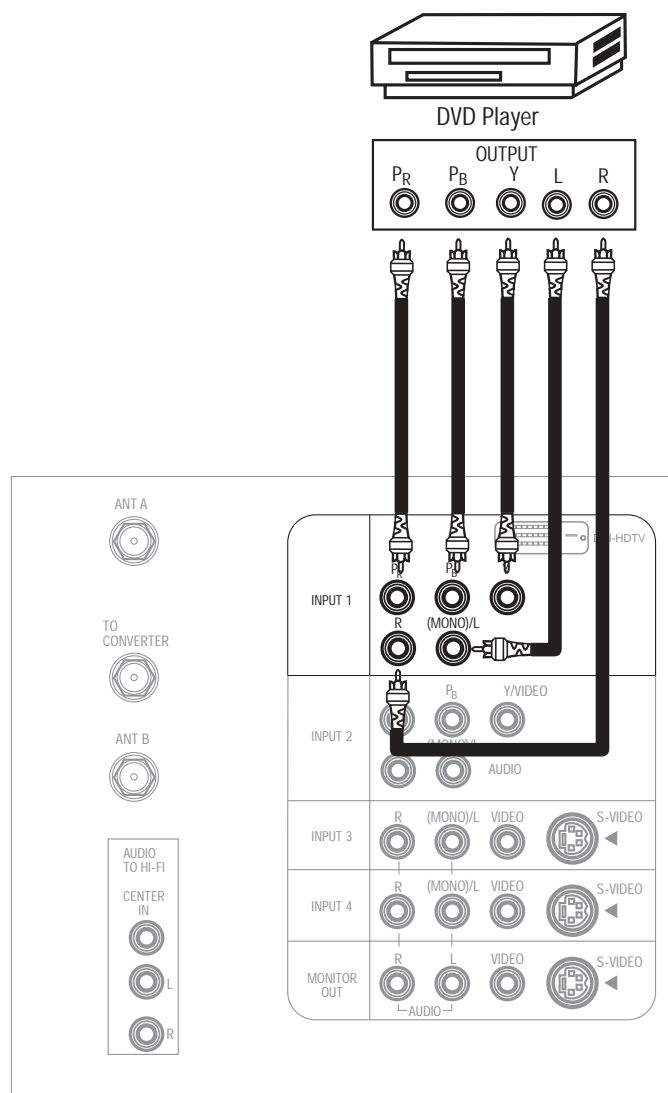 DVD Player
OUTPUT
PR PB Y L R
ANT A
TO
CONVERTER
ANT B
AUDIO
TO HI-FI
CENTER
IN
L
R
INPUT 1
PR PB
R (MONO)/L
INPUT 2
PB Y/VIDEO
(MONO)/L
AUDIO
INPUT 3
R (MONO)/L VIDEO S-VIDEO
INPUT 4
R (MONO)/L VIDEO S-VIDEO
MONITOR
OUT
R L VIDEO S-VIDEO
AUDIO